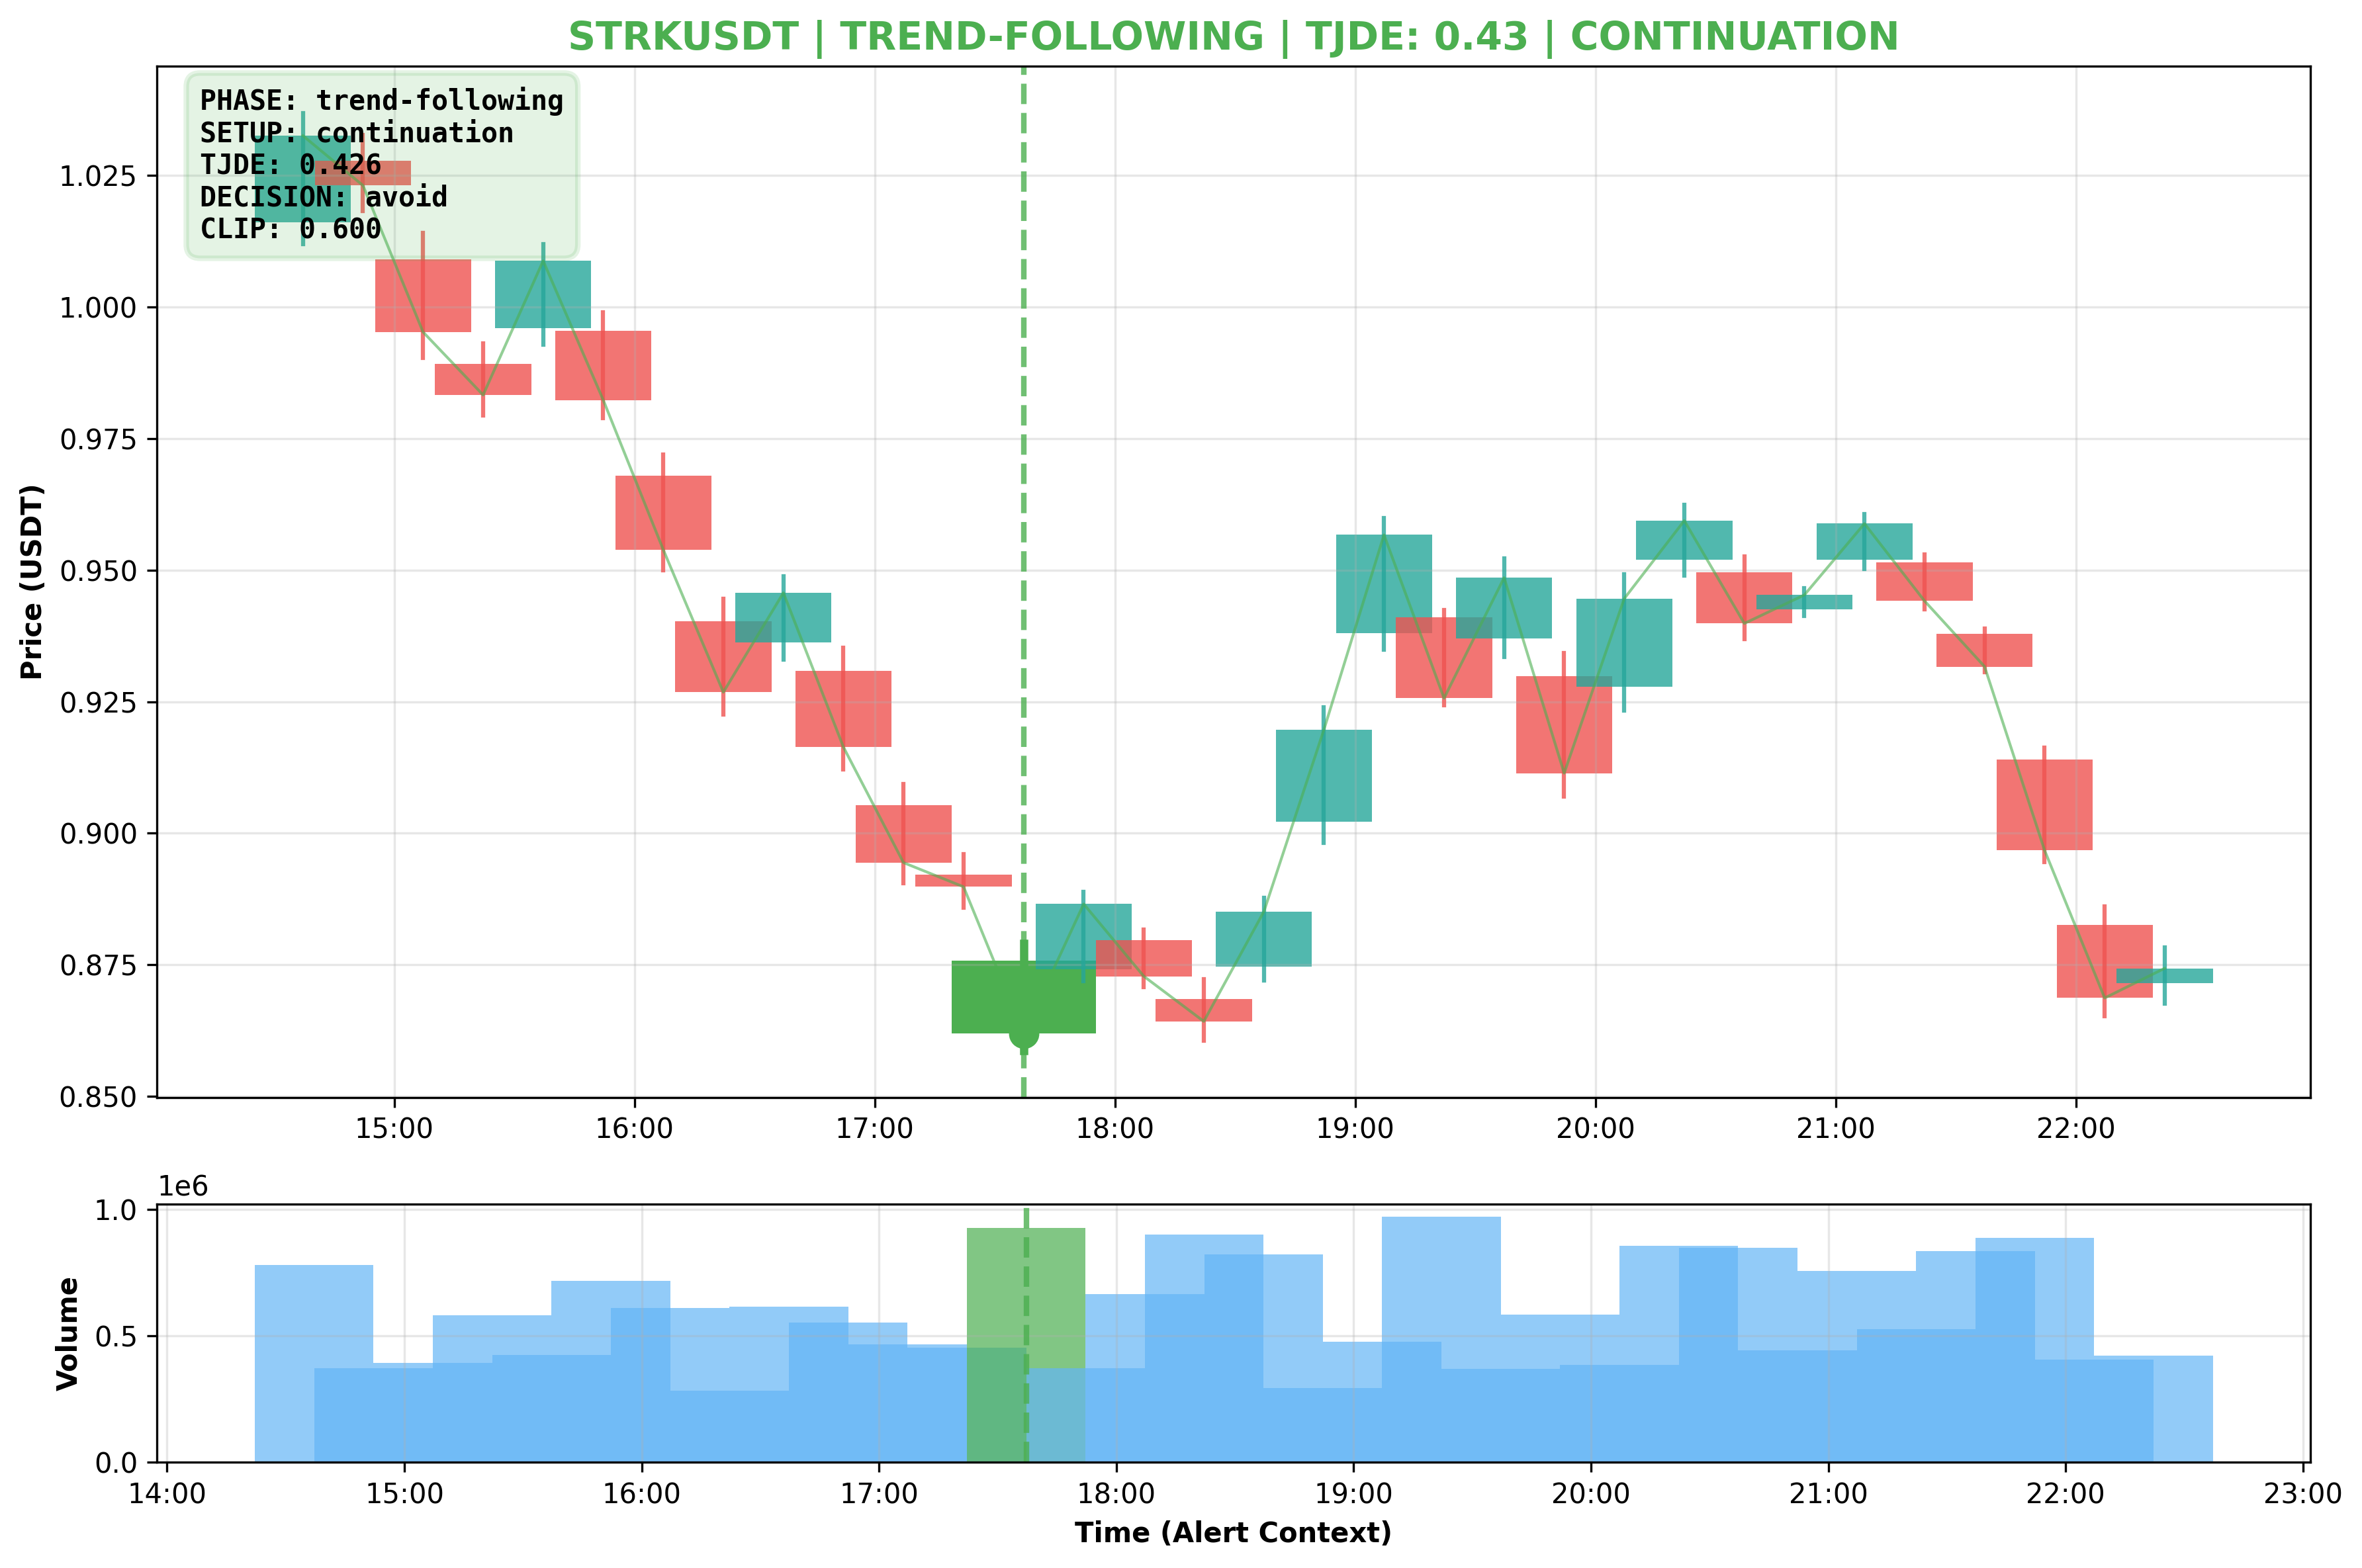 STRKUSDT | TREND-FOLLOWING | TJDE: 0.43 | CONTINUATION
PHASE: trend-following
SETUP: continuation
TJDE: 0.426
DECISION: avoid
CLIP: 0.600
Price (USDT)
1.025
1.000
0.975
0.950
0.925
0.900
0.875
0.850
15:00 16:00 17:00 18:00 19:00 20:00 21:00 22:00
1e6
Volume
1.0
0.5
0.0
14:00 15:00 16:00 17:00 18:00 19:00 20:00 21:00 22:00 23:00
Time (Alert Context)